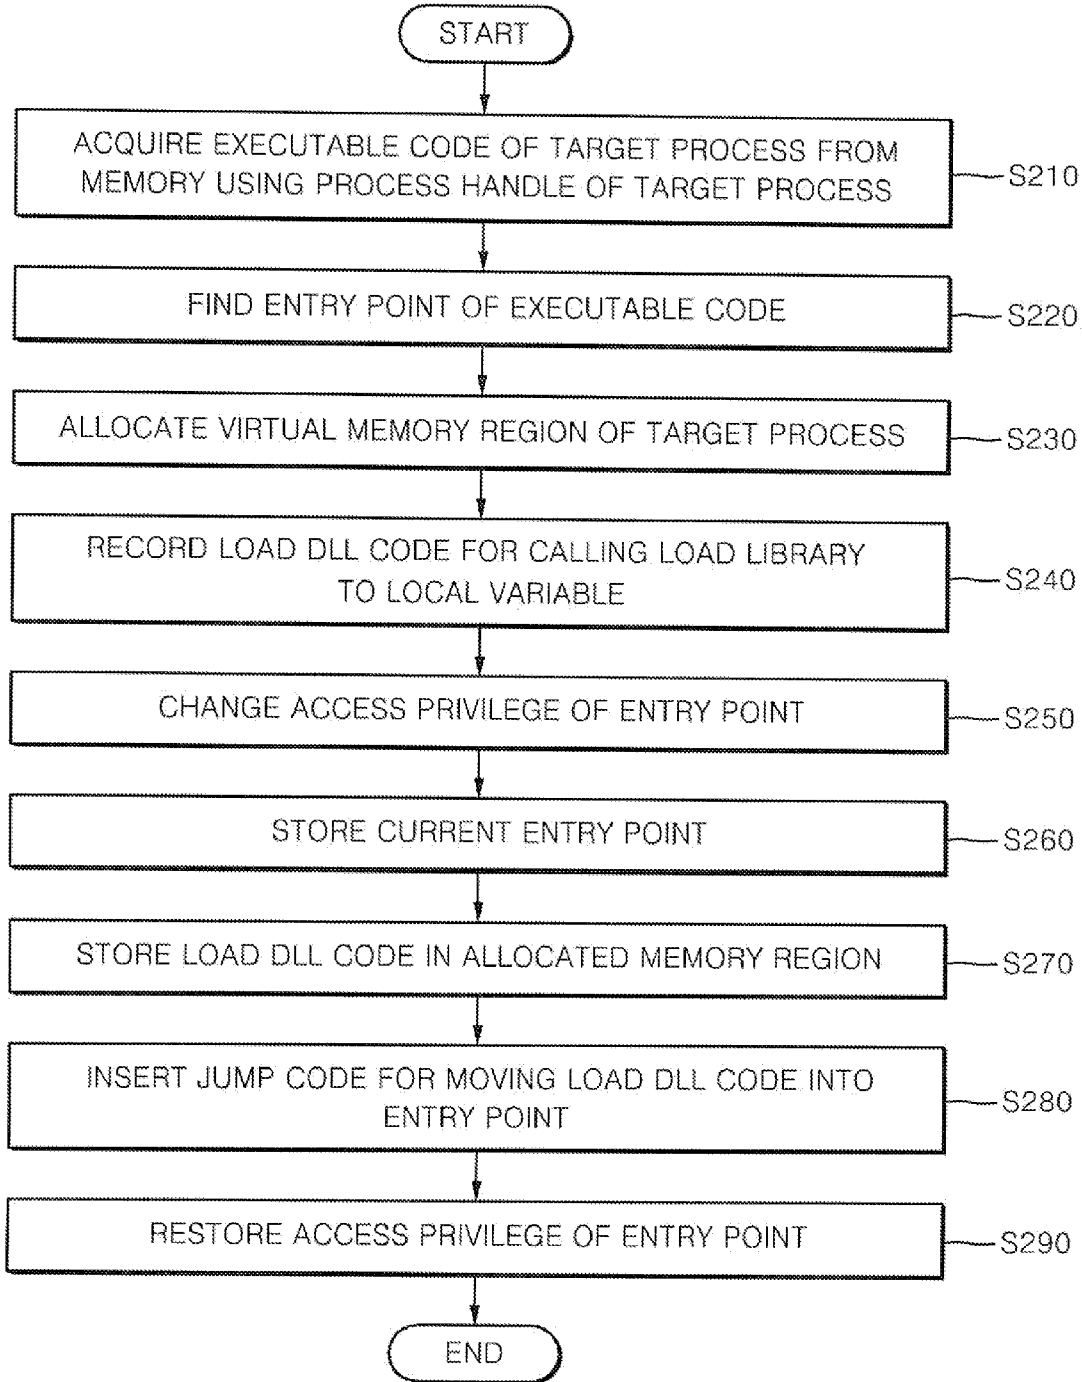 START
ACQUIRE EXECUTABLE CODE OF TARGET PROCESS FROM
MEMORY USING PROCESS HANDLE OF TARGET PROCESS
S210
FIND ENTRY POINT OF EXECUTABLE CODE
S220
ALLOCATE VIRTUAL MEMORY REGION OF TARGET PROCESS
S230
RECORD LOAD DLL CODE FOR CALLING LOAD LIBRARY
TO LOCAL VARIABLE
S240
CHANGE ACCESS PRIVILEGE OF ENTRY POINT
S250
STORE CURRENT ENTRY POINT
S260
STORE LOAD DLL CODE IN ALLOCATED MEMORY REGION
S270
INSERT JUMP CODE FOR MOVING LOAD DLL CODE INTO
ENTRY POINT
S280
RESTORE ACCESS PRIVILEGE OF ENTRY POINT
S290
END